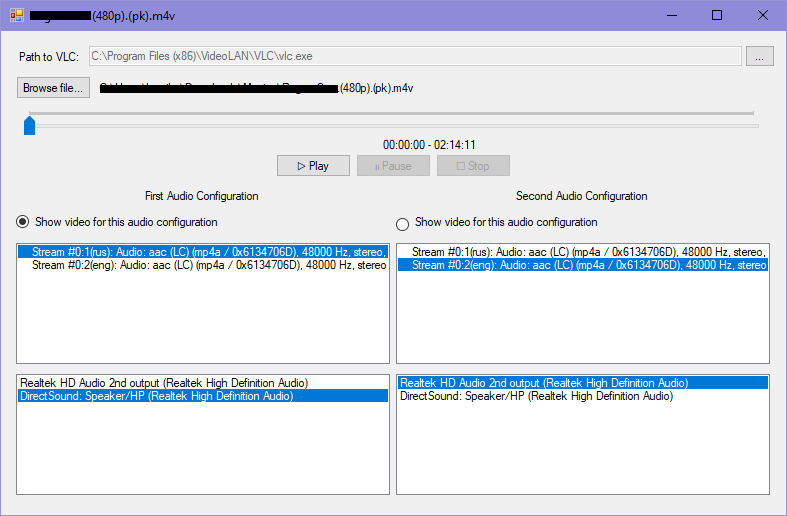 (480p).(pk).m4v
Path to VLC: C:\Program Files (x86)\VideoLAN\VLC\vlc.exe ...
Browse file... .(480p).(pk).m4v
00:00:00 - 02:14:11
Play Pause Stop
First Audio Configuration
Second Audio Configuration
Show video for this audio configuration
Show video for this audio configuration
Stream #0:1(rus): Audio: aac (LC) (mp4a / 0x6134706D), 48000 Hz, stereo,
Stream #0:2(eng): Audio: aac (LC) (mp4a / 0x6134706D), 48000 Hz, stereo
Stream #0:1(rus): Audio: aac (LC) (mp4a / 0x6134706D), 48000 Hz, stereo,
Stream #0:2(eng): Audio: aac (LC) (mp4a / 0x6134706D), 48000 Hz, stereo
Realtek HD Audio 2nd output (Realtek High Definition Audio)
DirectSound: Speaker/HP (Realtek High Definition Audio)
Realtek HD Audio 2nd output (Realtek High Definition Audio)
DirectSound: Speaker/HP (Realtek High Definition Audio)